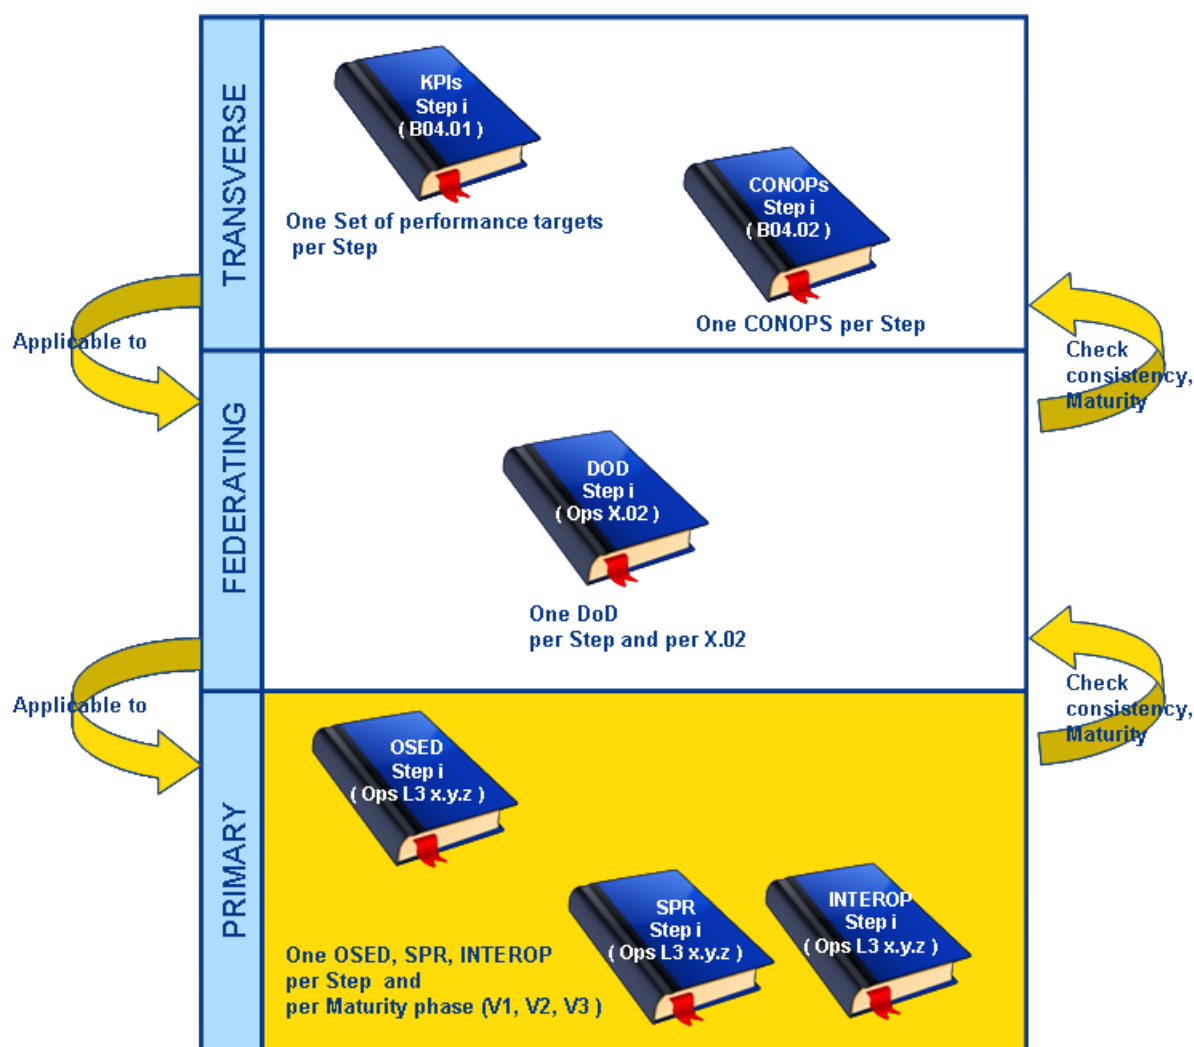 TRANSVERSE
KPIs
Step i
( B04.01 )
One Set of performance targets
per Step
CONOPs
Step i
( B04.02 )
One CONOPS per Step
Applicable to
Check
consistency,
Maturity
FEDERATING
DOD
Step i
( Ops X.02 )
One DoD
per Step and per X.02
Applicable to
Check
consistency,
Maturity
PRIMARY
OSED
Step i
( Ops L3 x.y.z )
SPR
Step i
( Ops L3 x.y.z )
INTEROP
Step i
( Ops L3 x.y.z )
One OSED, SPR, INTEROP
per Step and
per Maturity phase (V1, V2, V3 )